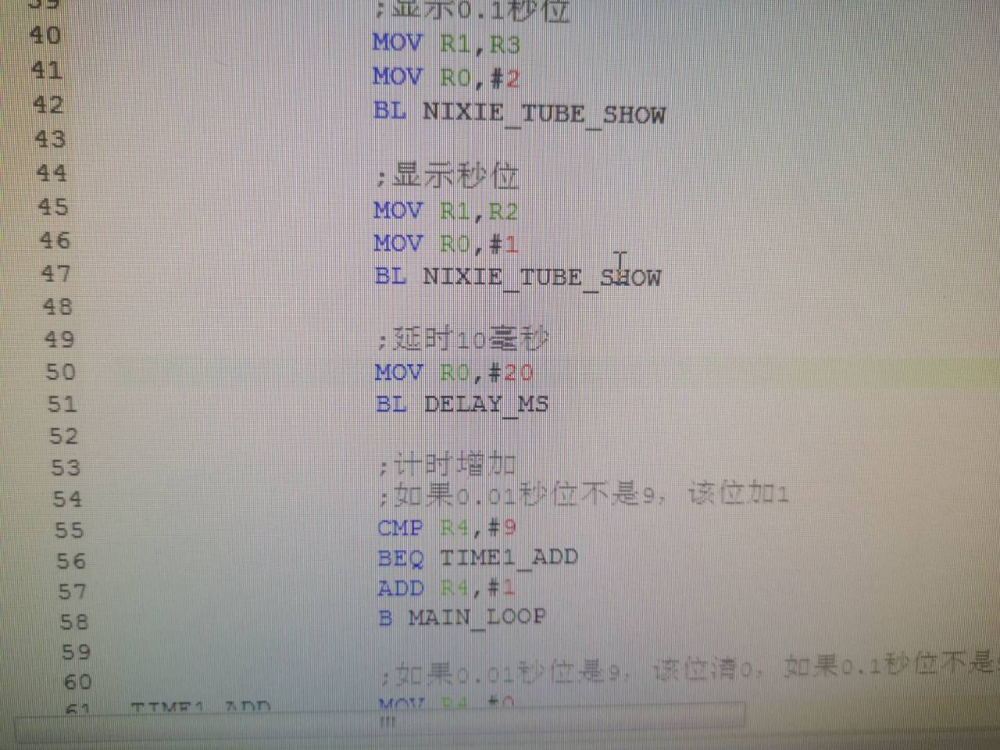 39 ;显示0.1秒位
40 MOV R1,R3
41 MOV R0,#2
42 BL NIXIE_TUBE_SHOW
43
44 ;显示秒位
45 MOV R1,R2
46 MOV R0,#1
47 BL NIXIE_TUBE_SHOW
48
49 ;延时10毫秒
50 MOV R0,#20
51 BL DELAY_MS
52
53 ;计时增加
54 ;如果0.01秒位不是9, 该位加1
55 CMP R4,#9
56 BEQ TIME1_ADD
57 ADD R4,#1
58 B MAIN_LOOP
59
60 ;如果0.01秒位是9, 该位清0, 如果0.1秒位不是
61 TIME1_ADD MOV R4,#0